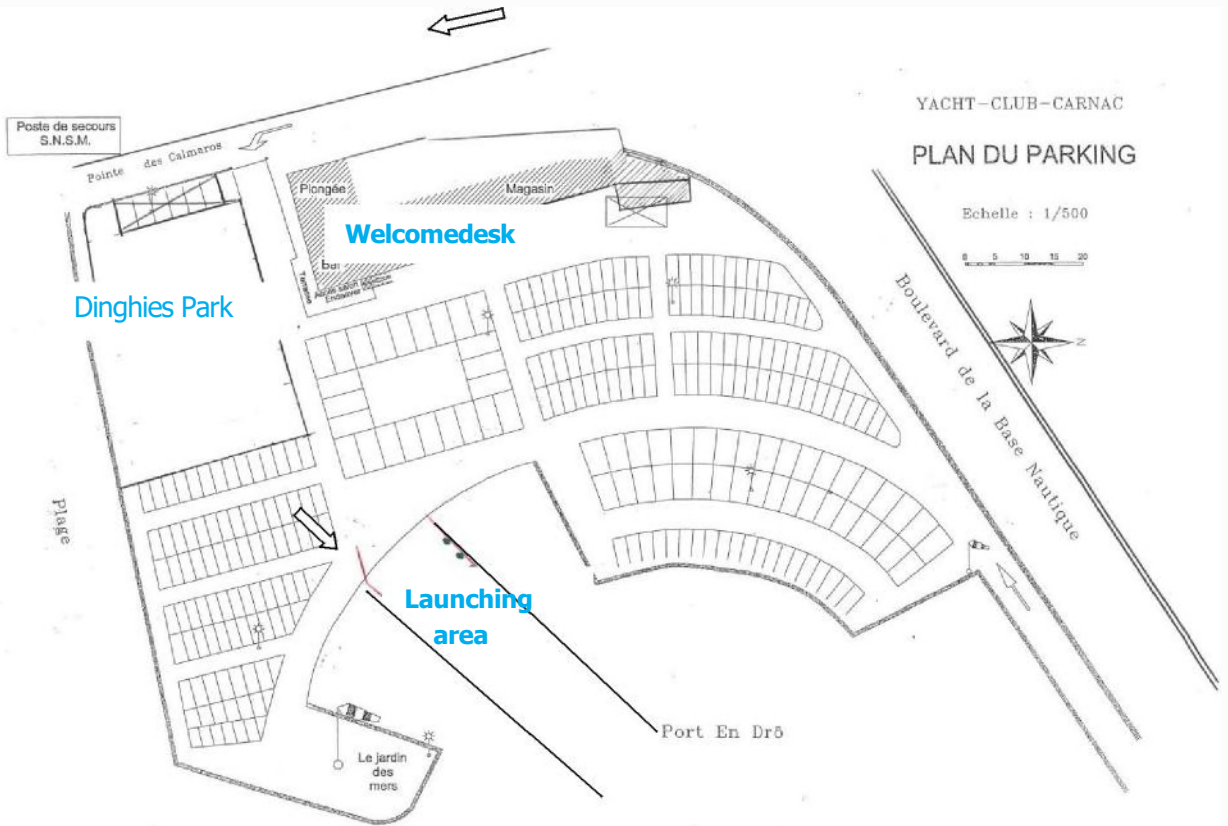 YACHT-CLUB-CARNAC
PLAN DU PARKING
Echelle : 1/500
0 5 10 15 20
N
Poste de secours
S.N.S.M.
Pointe des Calmaros
Plongée
Magasin
Welcomedesk
Bar
Terrasse
Dinghies Park
Boulevard de la Base Nautique
Plage
Launching
area
Port En Drô
Le jardin
des
mers